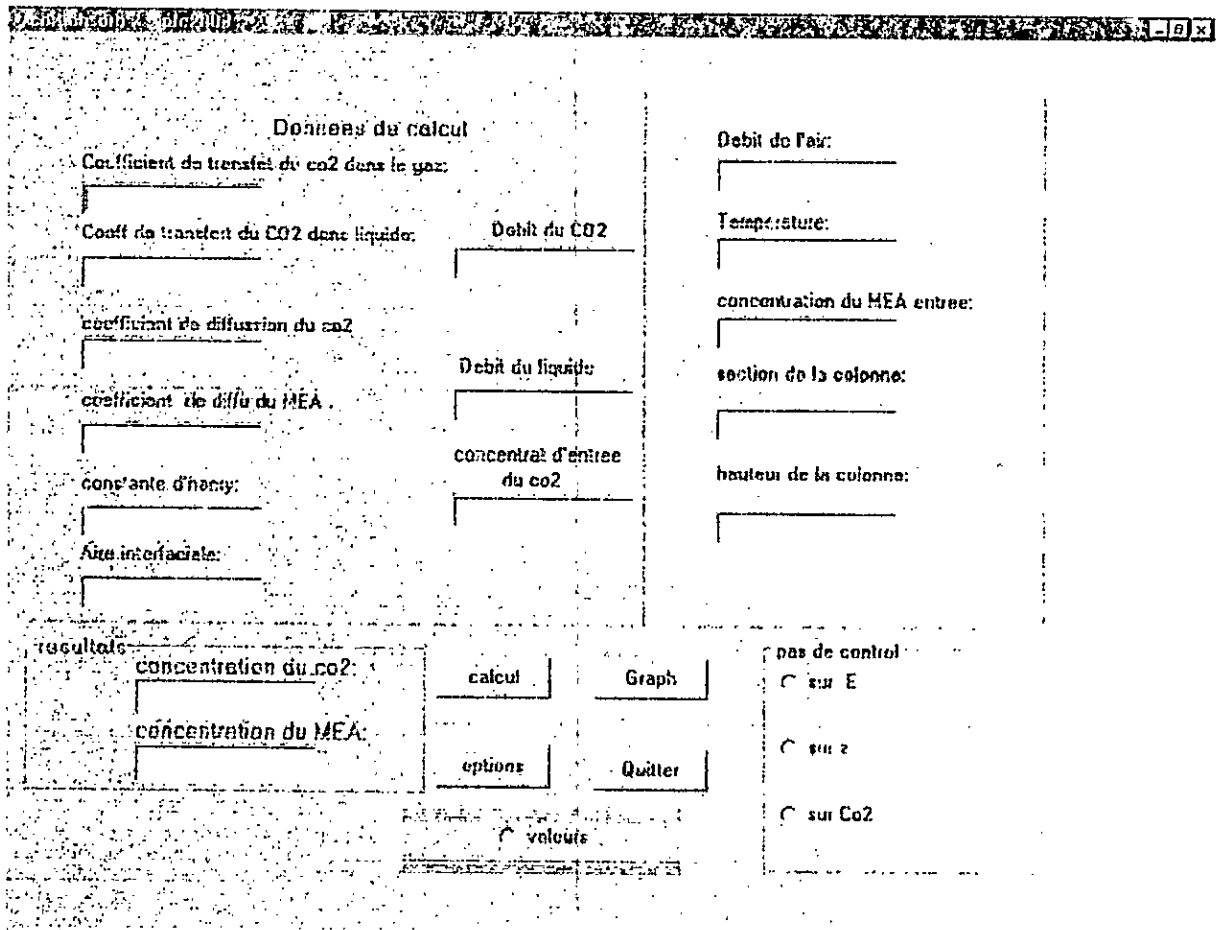 Donnees du calcul
Coefficient de transfet du co2 dans le gaz:
Coeff de transfert du CO2 dans liquide:
coefficient de diffussion du co2
coefficient de diffu du MEA .
constante d'henry:
Aire interfaciale:
Debit du CO2
Debit du liquide
concentrat d'entree
du co2
Debit de l'air:
Temperature:
concentration du MEA entree:
section de la colonne:
hauteur de la colonne:
resultats
concentration du co2:
concentration du MEA:
calcul
Graph
options
Quitter
valeurs
pas de control
sur E
sur z
sur Co2